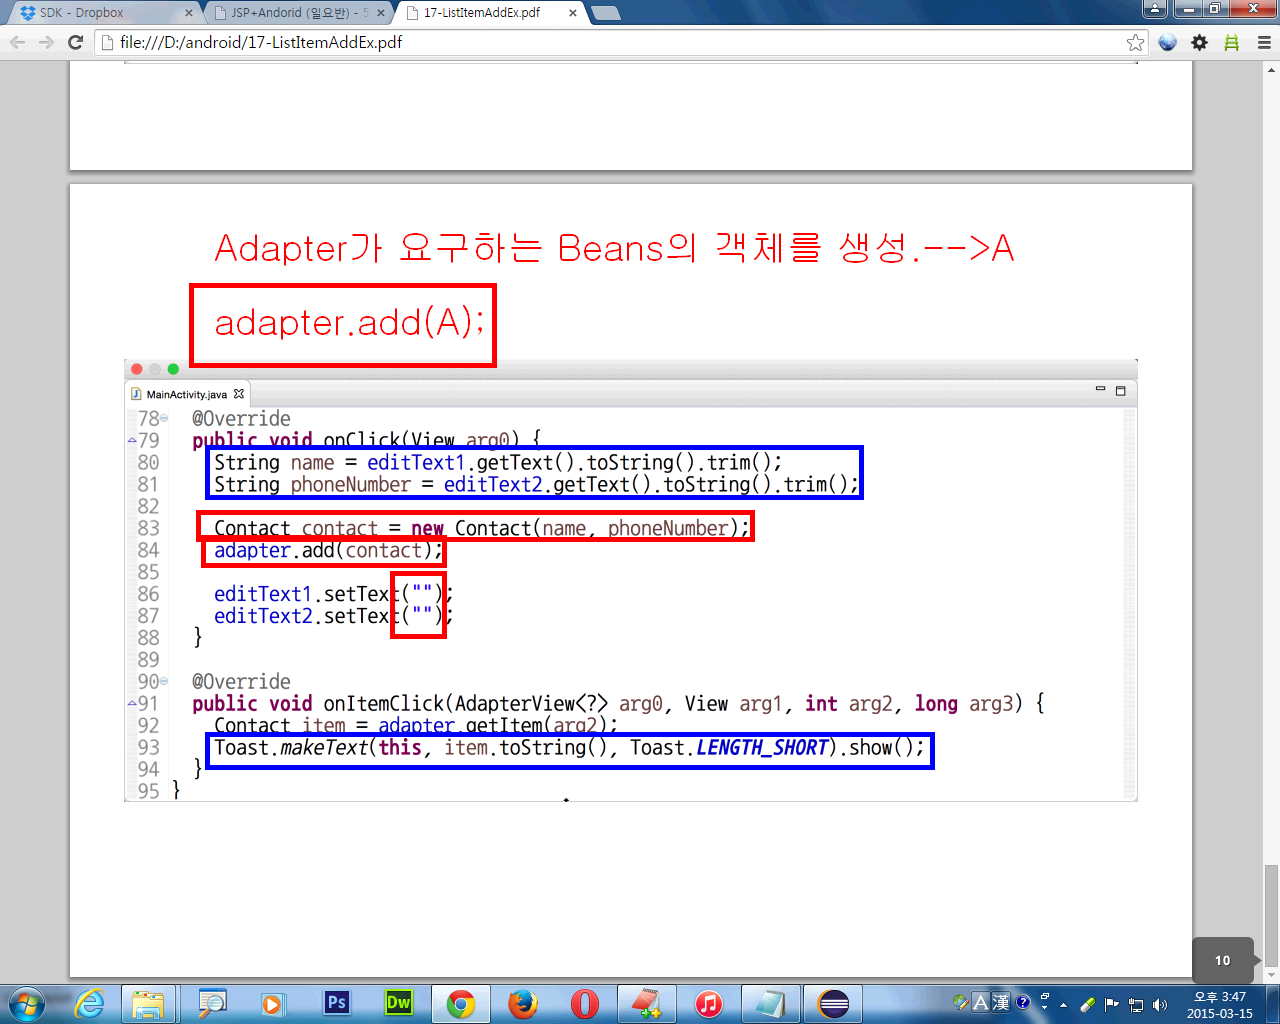 SDK - Dropbox
JSP+Andorid (일요반) - 5
17-ListItemAddEx.pdf
file:///D:/android/17-ListItemAddEx.pdf
Adapter가 요구하는 Beans의 객체를 생성.-->A
adapter.add(A);
MainActivity.java
78 @Override
79 public void onClick(View arg0) {
80 String name = editText1.getText().toString().trim();
81 String phoneNumber = editText2.getText().toString().trim();
82
83 Contact contact = new Contact(name, phoneNumber);
84 adapter.add(contact);
85
86 editText1.setText("");
87 editText2.setText("");
88 }
89
90 @Override
91 public void onItemClick(AdapterView<?> arg0, View arg1, int arg2, long arg3) {
92 Contact item = adapter.getItem(arg2);
93 Toast.makeText(this, item.toString(), Toast.LENGTH_SHORT).show();
94 }
95 }
10
Ps
Dw
A 漢
오후 3:47
2015-03-15